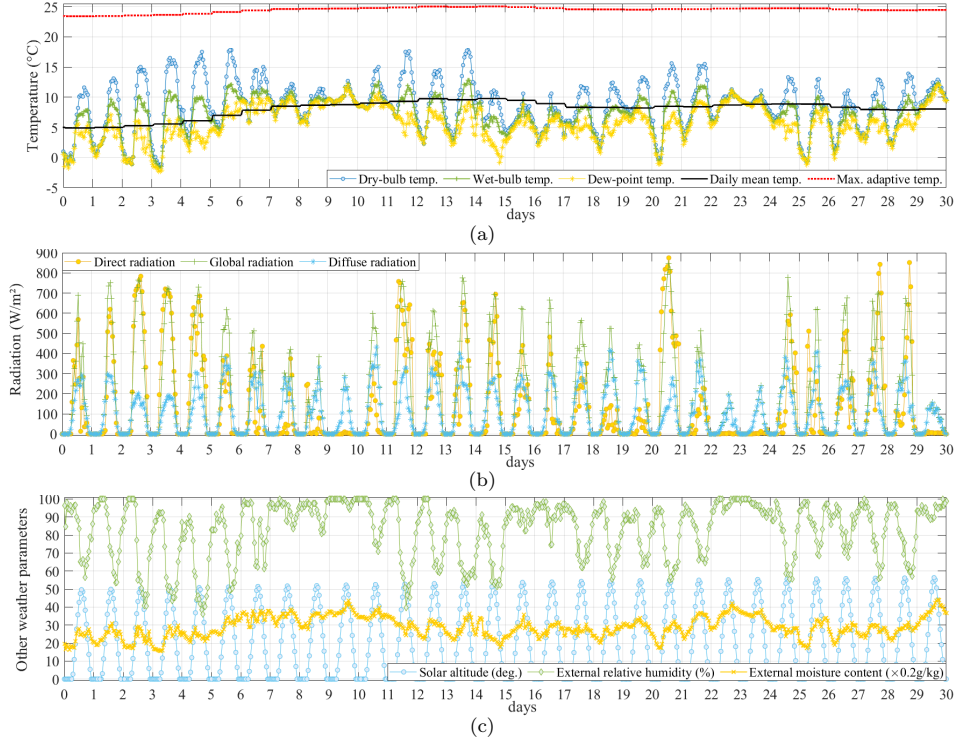 25
20
15
10
5
0
-5
Temperature (°C)
Dry-bulb temp. Wet-bulb temp. Dew-point temp. Daily mean temp. Max. adaptive temp.
0 1 2 3 4 5 6 7 8 9 10 11 12 13 14 15 16 17 18 19 20 21 22 23 24 25 26 27 28 29 30
days
(a)
900
800
700
600
500
400
300
200
100
0
Radiation (W/m²)
Direct radiation Global radiation Diffuse radiation
0 1 2 3 4 5 6 7 8 9 10 11 12 13 14 15 16 17 18 19 20 21 22 23 24 25 26 27 28 29 30
days
(b)
100
90
80
70
60
50
40
30
20
10
0
Other weather parameters
Solar altitude (deg.) External relative humidity (%) External moisture content (×0.2g/kg)
0 1 2 3 4 5 6 7 8 9 10 11 12 13 14 15 16 17 18 19 20 21 22 23 24 25 26 27 28 29 30
days
(c)